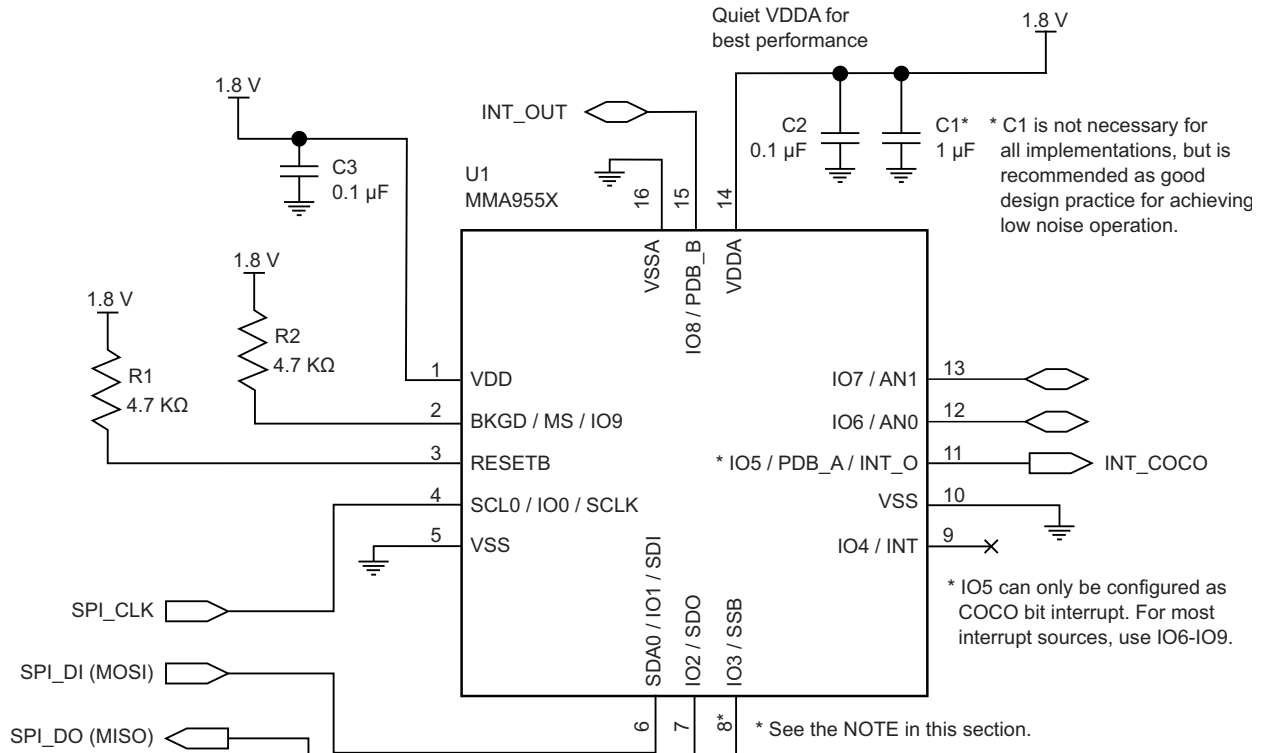 Quiet VDDA for
best performance
1.8 V
1.8 V
INT_OUT
C3
0.1 µF
C2
0.1 µF
C1*
1 µF
* C1 is not necessary for
all implementations, but is
recommended as good
design practice for achieving
low noise operation.
U1
MMA955X
16
15
14
VSSA
IO8 / PDB_B
VDDA
1.8 V
R2
4.7 KΩ
1.8 V
R1
4.7 KΩ
1
VDD
2
BKGD / MS / IO9
3
RESETB
4
SCL0 / IO0 / SCLK
5
VSS
IO7 / AN1
13
IO6 / AN0
12
* IO5 / PDB_A / INT_O
11
INT_COCO
VSS
10
IO4 / INT
9
* IO5 can only be configured as
COCO bit interrupt. For most
interrupt sources, use IO6-IO9.
SDA0 / IO1 / SDI
IO2 / SDO
IO3 / SSB
6
7
8*
* See the NOTE in this section.
SPI_CLK
SPI_DI (MOSI)
SPI_DO (MISO)